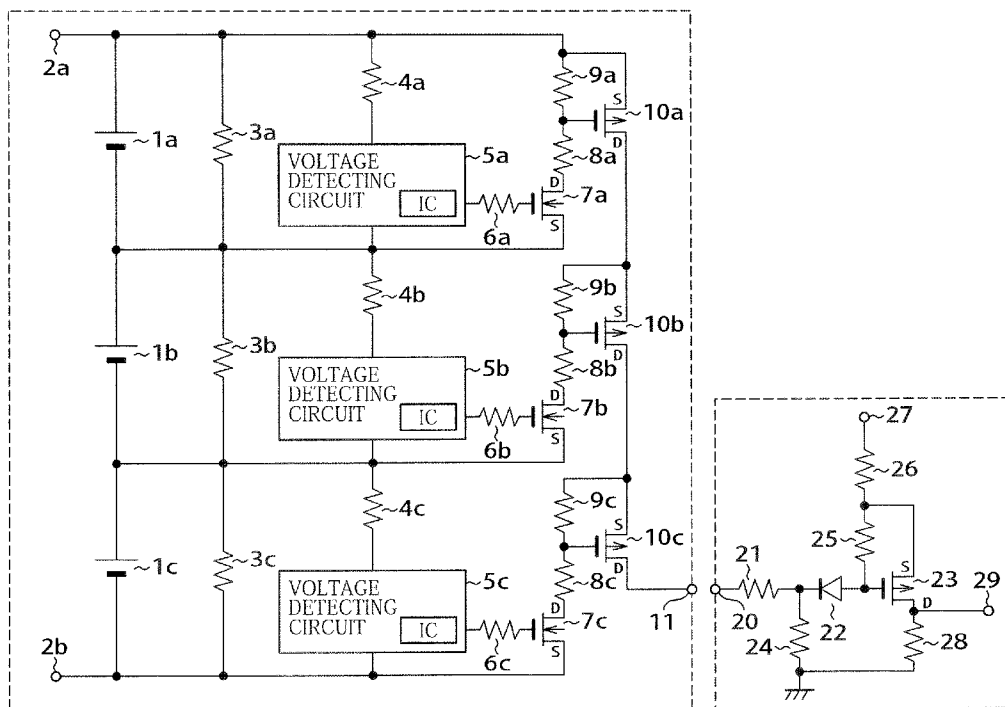 2a
1a
3a
4a
VOLTAGE
DETECTING
CIRCUIT
IC
5a
6a
9a
8a
D
7a
S
S
10a
D
1b
3b
4b
VOLTAGE
DETECTING
CIRCUIT
IC
5b
6b
9b
8b
D
7b
S
S
10b
D
1c
3c
4c
VOLTAGE
DETECTING
CIRCUIT
IC
5c
6c
9c
8c
D
7c
S
S
10c
D
2b
11
20
21
22
24
27
26
25
S
23
D
29
28